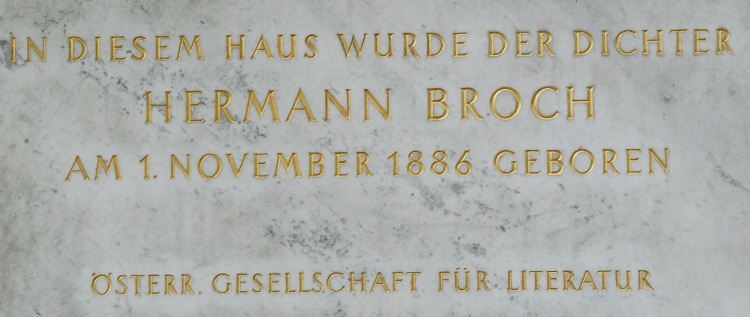 IN DIESEM HAUS WURDE DER DICHTER
HERMANN BROCH
AM 1. NOVEMBER 1886 GEBOREN
ÖSTERR. GESELLSCHAFT FÜR LITERATUR